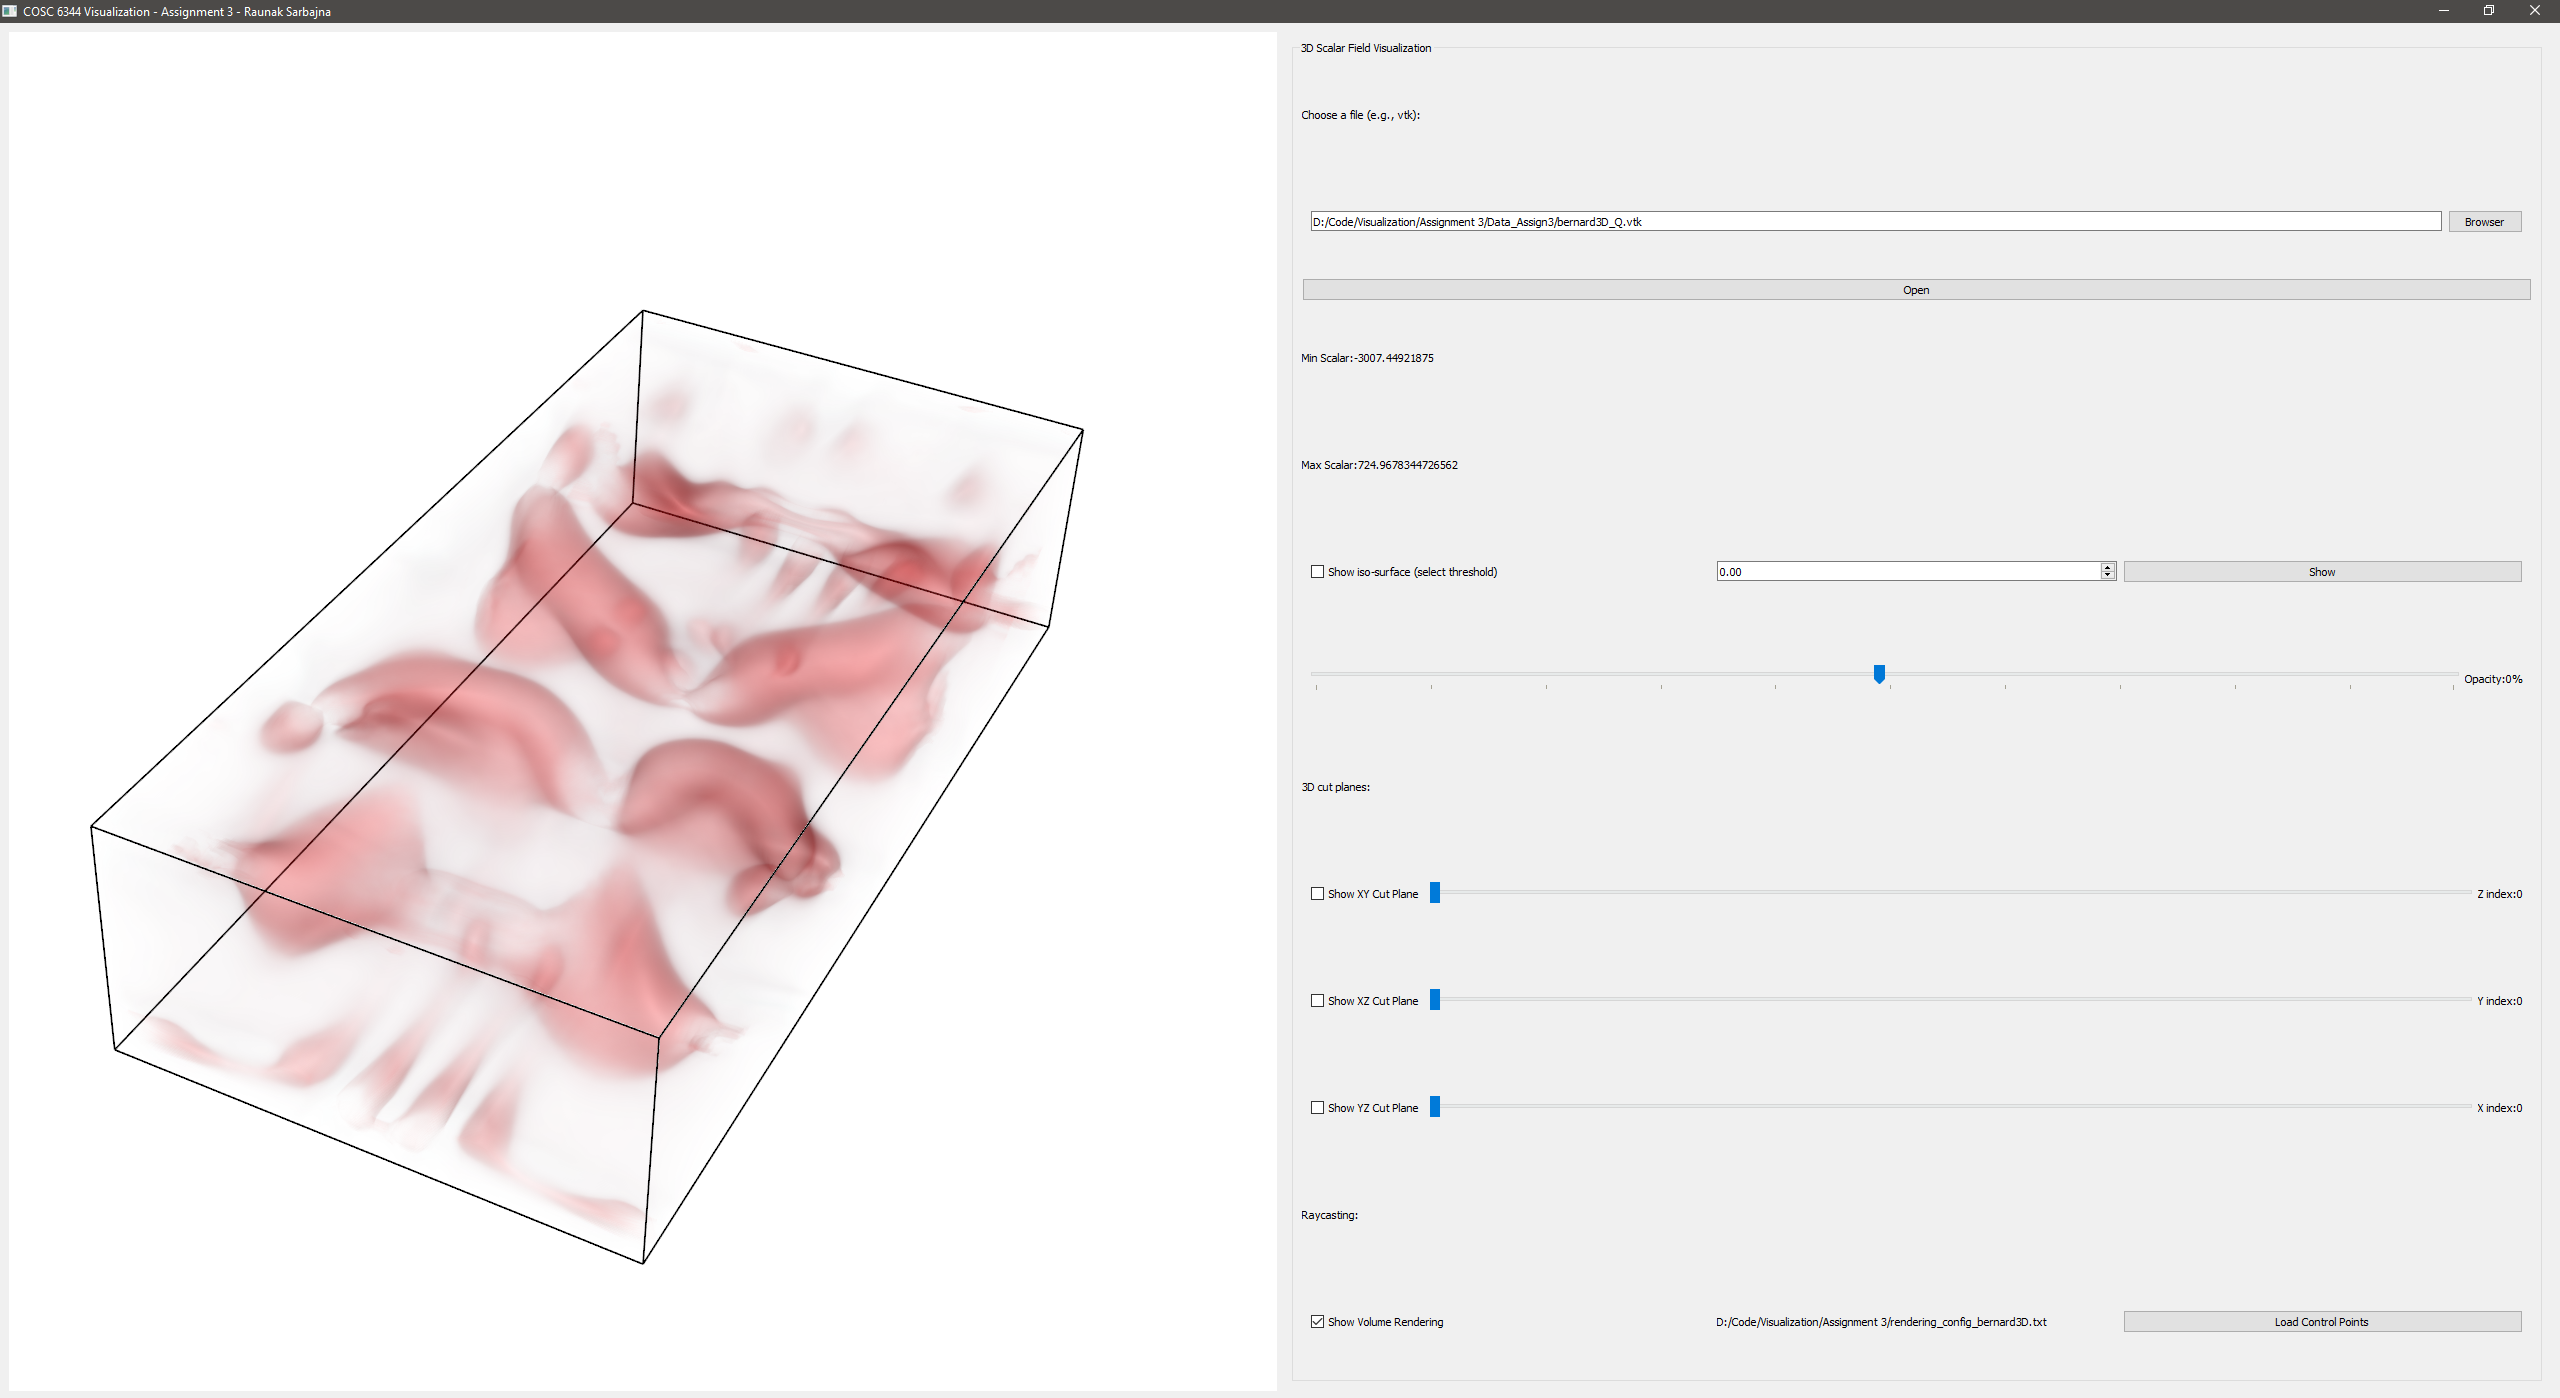 COSC 6344 Visualization - Assignment 3 - Raunak Sarbajna
3D Scalar Field Visualization
Choose a file (e.g., vtk):
D:/Code/Visualization/Assignment 3/Data_Assign3/bernard3D_Q.vtk Browser
Open
Min Scalar:-3007.44921875
Max Scalar:724.9678344726562
Show iso-surface (select threshold) 0.00 Show
Opacity:0%
3D cut planes:
Show XY Cut Plane Z index:0
Show XZ Cut Plane Y index:0
Show YZ Cut Plane X index:0
Raycasting:
Show Volume Rendering D:/Code/Visualization/Assignment 3/rendering_config_bernard3D.txt Load Control Points